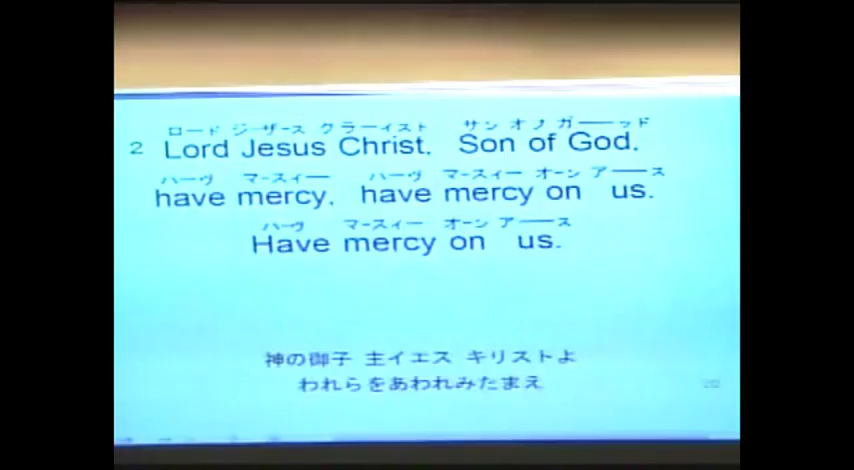 ロード ジーザース クラーイスト サン オノ ガーーッド
2 Lord Jesus Christ. Son of God.
ハーヴ マースィー ハーヴ マースィー オーン アーース
have mercy. have mercy on us.
ハーヴ マースィー オーン アーース
Have mercy on us.
神の御子 主イエス キリストよ
われらをあわれみたまえ